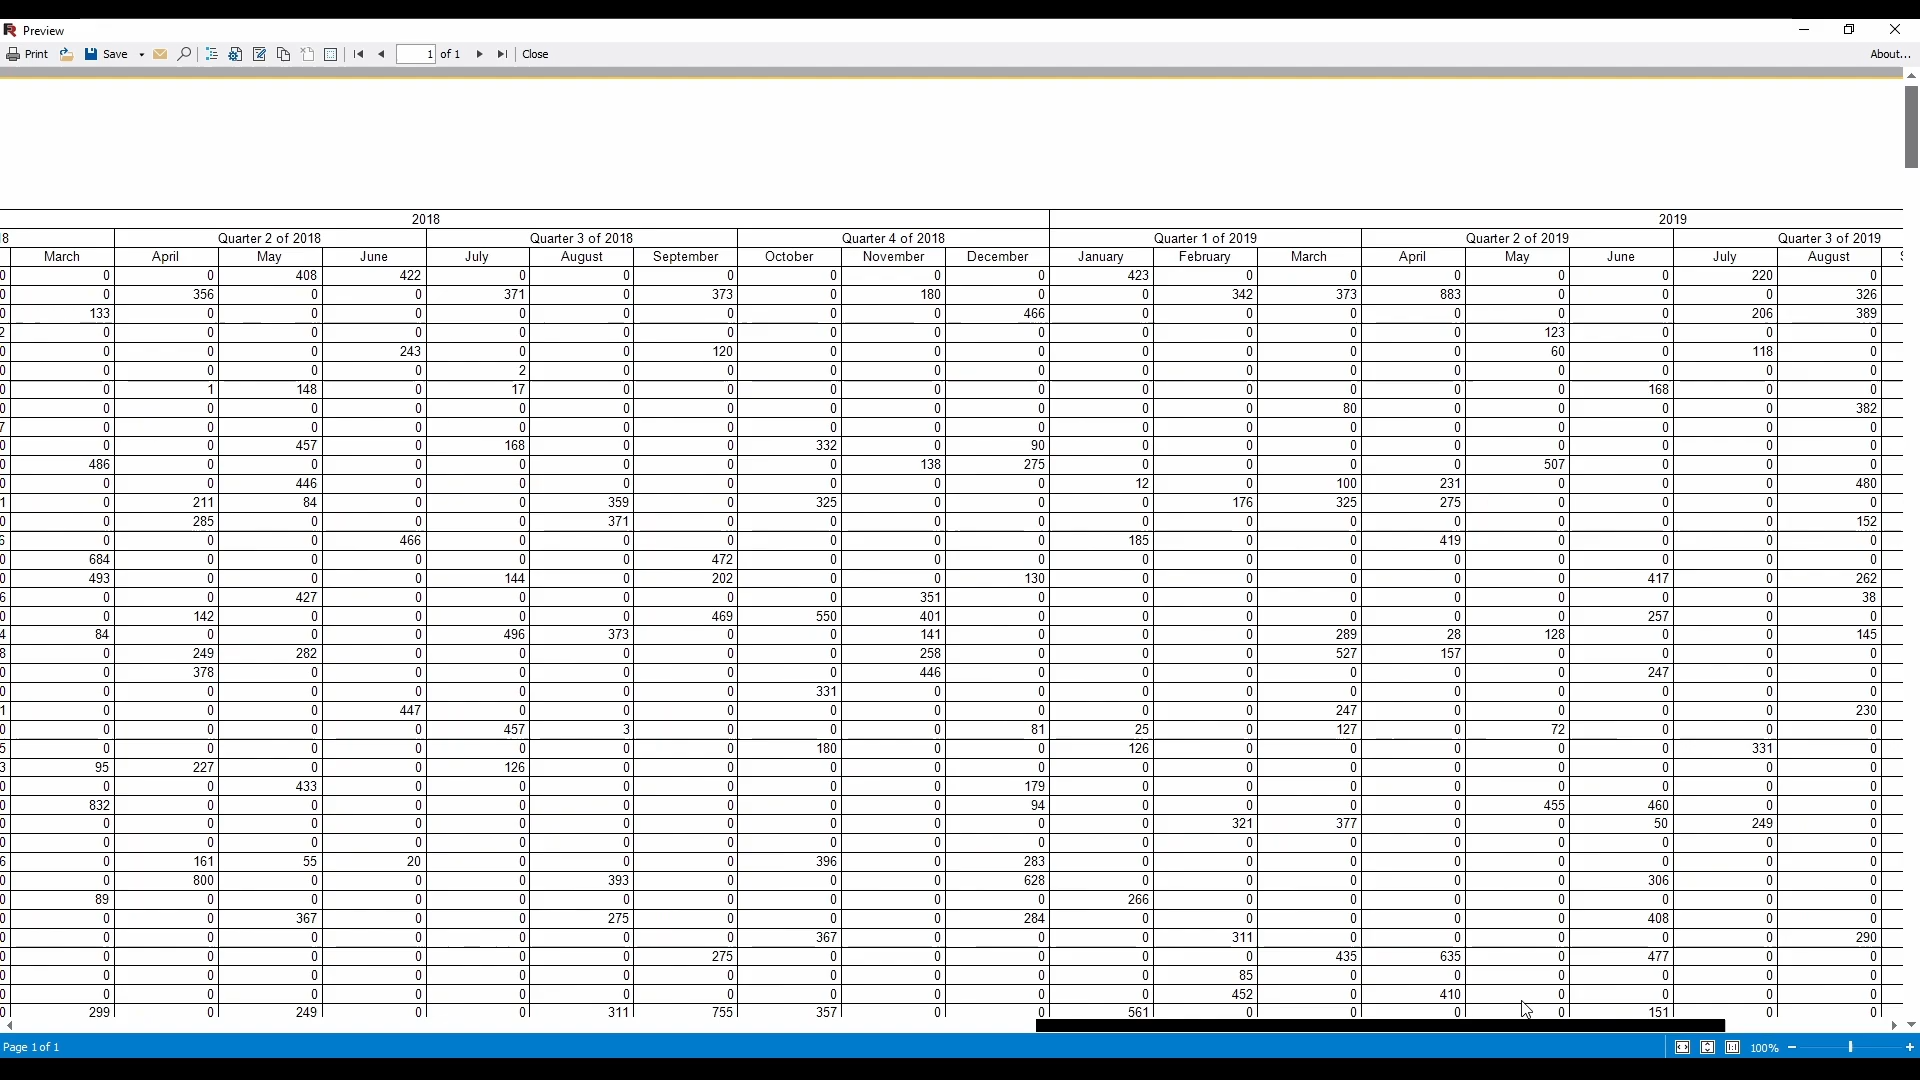 Preview
Print Save 1 of 1 Close About...
2018 2019
8 Quarter 2 of 2018 Quarter 3 of 2018 Quarter 4 of 2018 Quarter 1 of 2019 Quarter 2 of 2019 Quarter 3 of 2019
March April May June July August September October November December January February March April May June July August
0 0 0 408 422 0 0 0 0 0 0 423 0 0 0 0 0 220 0
0 0 356 0 0 371 0 373 0 180 0 0 342 373 883 0 0 0 326
0 133 0 0 0 0 0 0 0 0 466 0 0 0 0 0 0 206 389
2 0 0 0 0 0 0 0 0 0 0 0 0 0 0 123 0 0 0
0 0 0 0 243 0 0 120 0 0 0 0 0 0 0 60 0 118 0
0 0 0 0 0 2 0 0 0 0 0 0 0 0 0 0 0 0 0
0 0 1 148 0 17 0 0 0 0 0 0 0 0 0 0 168 0 0
0 0 0 0 0 0 0 0 0 0 0 0 0 80 0 0 0 0 382
7 0 0 0 0 0 0 0 0 0 0 0 0 0 0 0 0 0 0
0 0 0 457 0 168 0 0 332 0 90 0 0 0 0 0 0 0 0
0 486 0 0 0 0 0 0 0 138 275 0 0 0 0 507 0 0 0
0 0 0 446 0 0 0 0 0 0 0 12 0 100 231 0 0 0 480
1 0 211 84 0 0 359 0 325 0 0 0 176 325 275 0 0 0 0
0 0 285 0 0 0 371 0 0 0 0 0 0 0 0 0 0 0 152
6 0 0 0 466 0 0 0 0 0 0 185 0 0 419 0 0 0 0
0 684 0 0 0 0 0 472 0 0 0 0 0 0 0 0 0 0 0
0 493 0 0 0 144 0 202 0 0 130 0 0 0 0 0 417 0 262
6 0 0 427 0 0 0 0 0 351 0 0 0 0 0 0 0 0 38
0 0 142 0 0 0 0 469 550 401 0 0 0 0 0 0 257 0 0
4 84 0 0 0 496 373 0 0 141 0 0 0 289 28 128 0 0 145
8 0 249 282 0 0 0 0 0 258 0 0 0 527 157 0 0 0 0
0 0 378 0 0 0 0 0 0 446 0 0 0 0 0 0 247 0 0
0 0 0 0 0 0 0 0 331 0 0 0 0 0 0 0 0 0 0
1 0 0 0 447 0 0 0 0 0 0 0 0 247 0 0 0 0 230
0 0 0 0 0 457 3 0 0 0 81 25 0 127 0 72 0 0 0
5 0 0 0 0 0 0 0 180 0 0 126 0 0 0 0 0 331 0
3 95 227 0 0 126 0 0 0 0 0 0 0 0 0 0 0 0 0
0 0 0 433 0 0 0 0 0 0 179 0 0 0 0 0 0 0 0
0 832 0 0 0 0 0 0 0 0 94 0 0 0 0 455 460 0 0
0 0 0 0 0 0 0 0 0 0 0 0 321 377 0 0 50 249 0
0 0 0 0 0 0 0 0 0 0 0 0 0 0 0 0 0 0 0
6 0 161 55 20 0 0 0 396 0 283 0 0 0 0 0 0 0 0
0 0 800 0 0 0 393 0 0 0 628 0 0 0 0 0 306 0 0
0 89 0 0 0 0 0 0 0 0 0 266 0 0 0 0 0 0 0
0 0 0 367 0 0 275 0 0 0 284 0 0 0 0 0 408 0 0
0 0 0 0 0 0 0 0 367 0 0 0 311 0 0 0 0 0 290
0 0 0 0 0 0 0 275 0 0 0 0 0 435 635 0 477 0 0
0 0 0 0 0 0 0 0 0 0 0 0 85 0 0 0 0 0 0
0 0 0 0 0 0 0 0 0 0 0 0 452 0 410 0 0 0 0
0 299 0 249 0 0 311 755 357 0 0 561 0 0 0 0 151 0 0
Page 1 of 1 100%